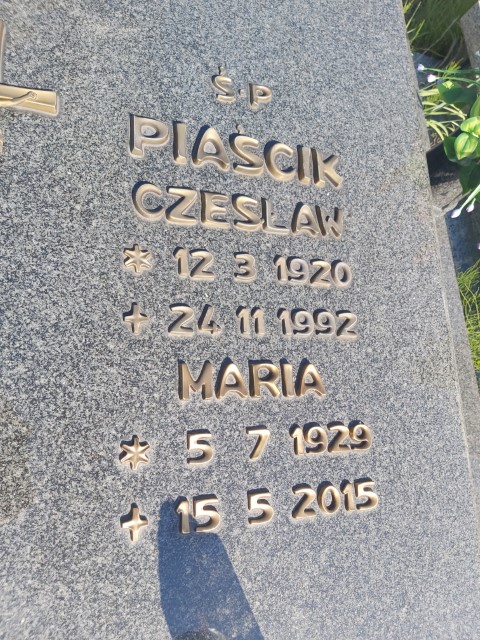 Ś.P
PIAŚCIK
CZESŁAW
* 12 3 1920
+ 24 11 1992
MARIA
* 5 7 1929
+ 15 5 2015